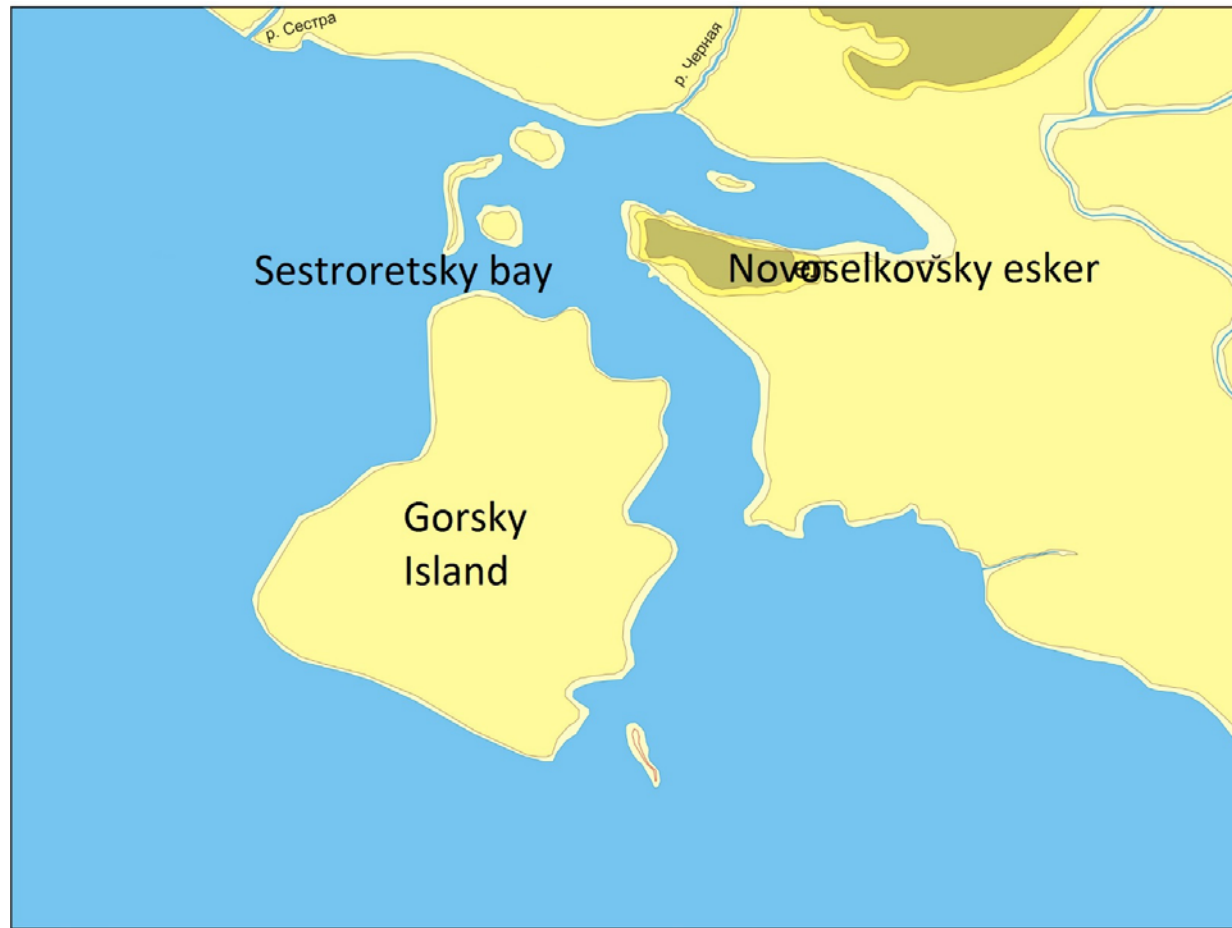 р. Сестра
р. Черная
Sestroretsky bay
Novoselkovsky esker
Gorsky
Island